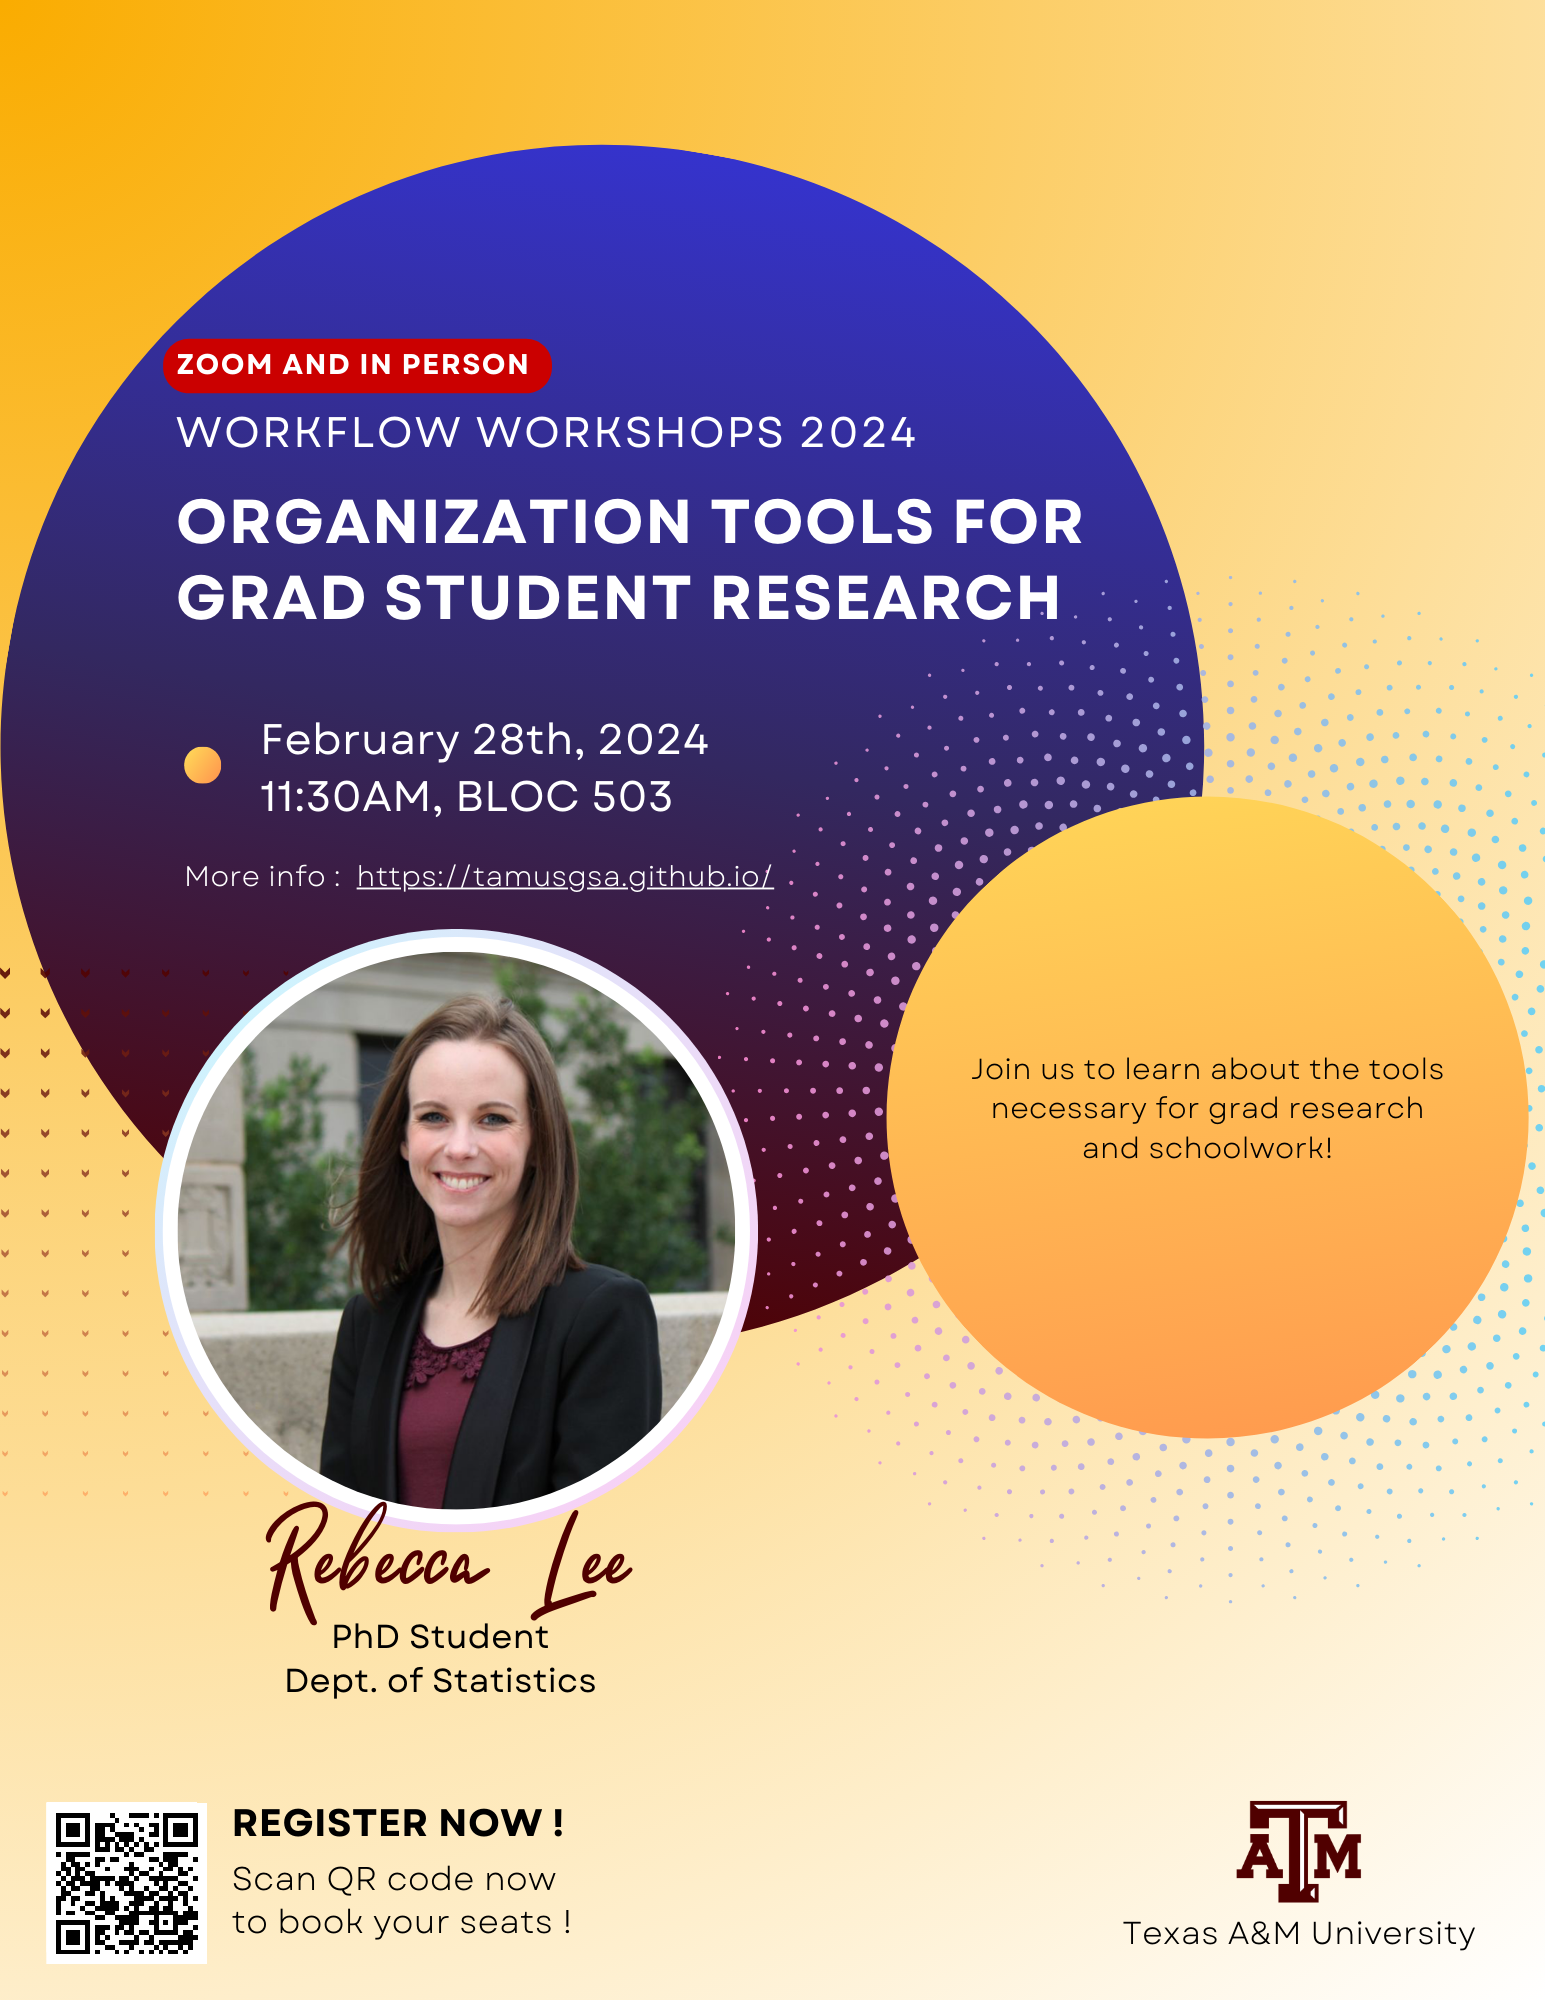 ZOOM AND IN PERSON
WORKFLOW WORKSHOPS 2024
ORGANIZATION TOOLS FOR
GRAD STUDENT RESEARCH
February 28th, 2024
11:30AM, BLOC 503
More info : https://tamusgsa.github.io/
Join us to learn about the tools
necessary for grad research
and schoolwork!
Rebecca Lee
PhD Student
Dept. of Statistics
REGISTER NOW !
Scan QR code now
to book your seats !
ATM
Texas A&M University